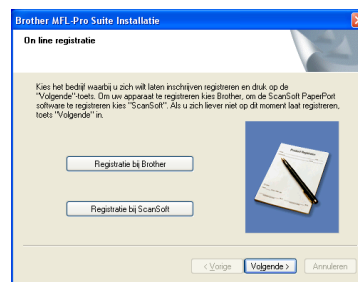 Brother MFL-Pro Suite Installatie
On line registratie
Kies het bedrijf waarbij u zich wilt laten inschrijven registreren en druk op de
"Volgende"-toets. Om uw apparaat te registreren kies Brother, om de ScanSoft PaperPort
software te registreren kies "ScanSoft". Als u zich liever niet op dit moment laat registreren,
toets "Volgende" in.
Registratie bij Brother
Registratie bij ScanSoft
< Vorige
Volgende >
Annuleren